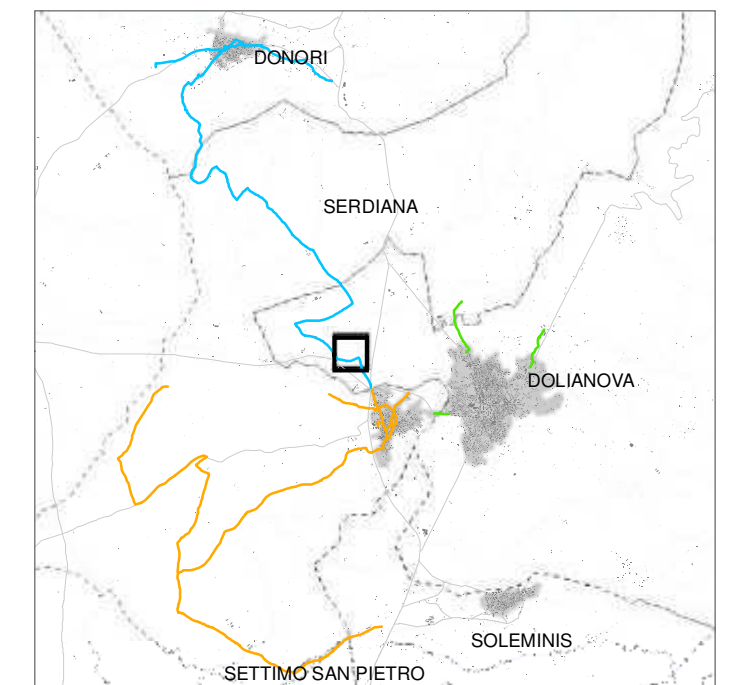 DONORI
SERDIANA
DOLIANOVA
SOLEMINIS
SETTIMO SAN PIETRO